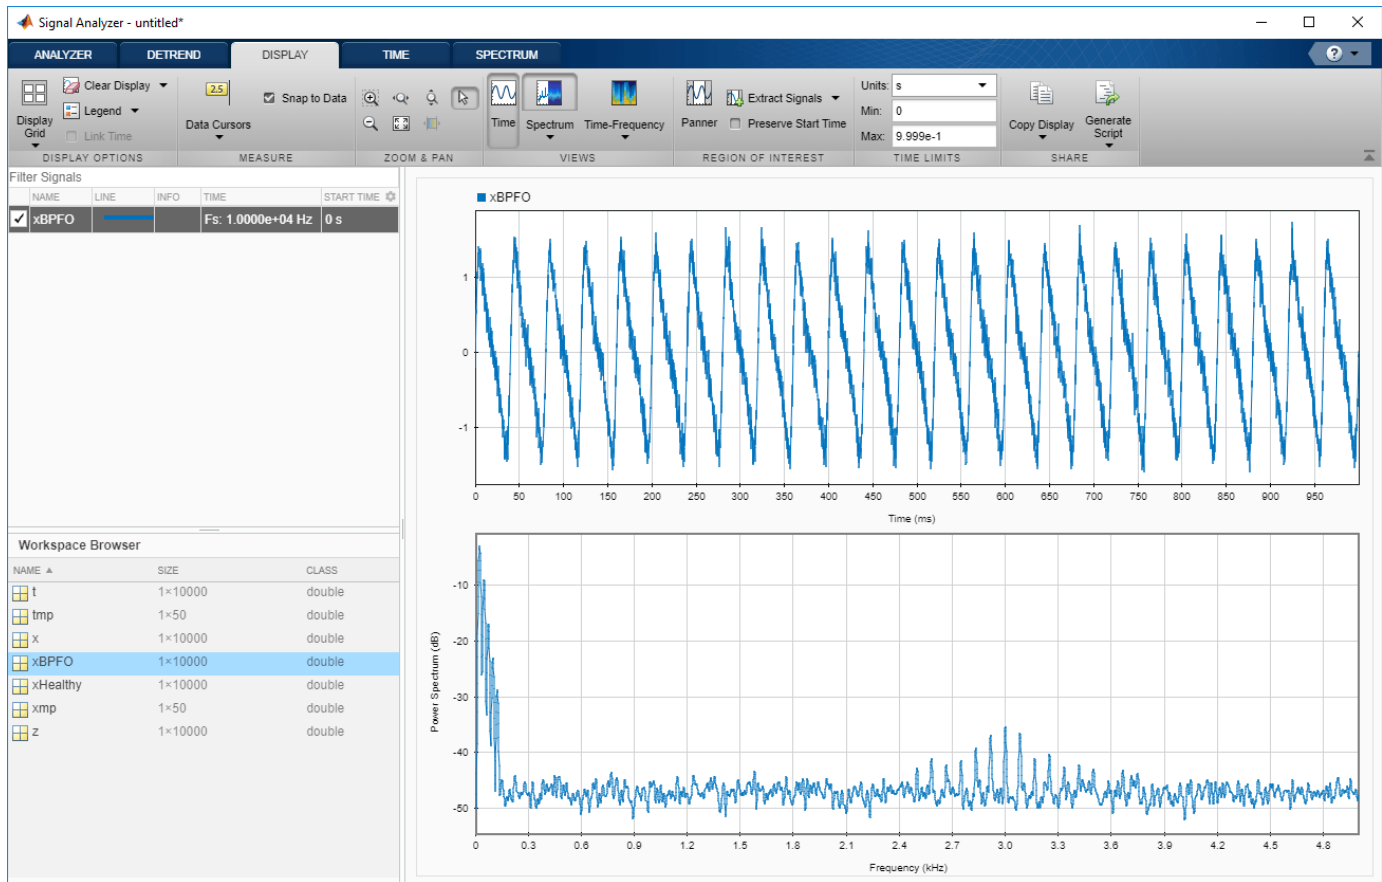 Signal Analyzer - untitled*
ANALYZER DETREND DISPLAY TIME SPECTRUM ?
Display Grid
Clear Display
Legend
Link Time
DISPLAY OPTIONS
2.5
Data Cursors
Snap to Data
MEASURE
ZOOM & PAN
Time Spectrum Time-Frequency
VIEWS
Panner
Extract Signals
Preserve Start Time
REGION OF INTEREST
Units: s
Min: 0
Max: 9.999e-1
TIME LIMITS
Copy Display
Generate Script
SHARE
Filter Signals
NAME LINE INFO TIME START TIME
xBPFO Fs: 1.0000e+04 Hz 0 s
Workspace Browser
NAME SIZE CLASS
t 1×10000 double
tmp 1×50 double
x 1×10000 double
xBPFO 1×10000 double
xHealthy 1×10000 double
xmp 1×50 double
z 1×10000 double
xBPFO
1
0
-1
0 50 100 150 200 250 300 350 400 450 500 550 600 650 700 750 800 850 900 950
Time (ms)
Power Spectrum (dB)
-10
-20
-30
-40
-50
0 0.3 0.6 0.9 1.2 1.5 1.8 2.1 2.4 2.7 3.0 3.3 3.6 3.9 4.2 4.5 4.8
Frequency (kHz)